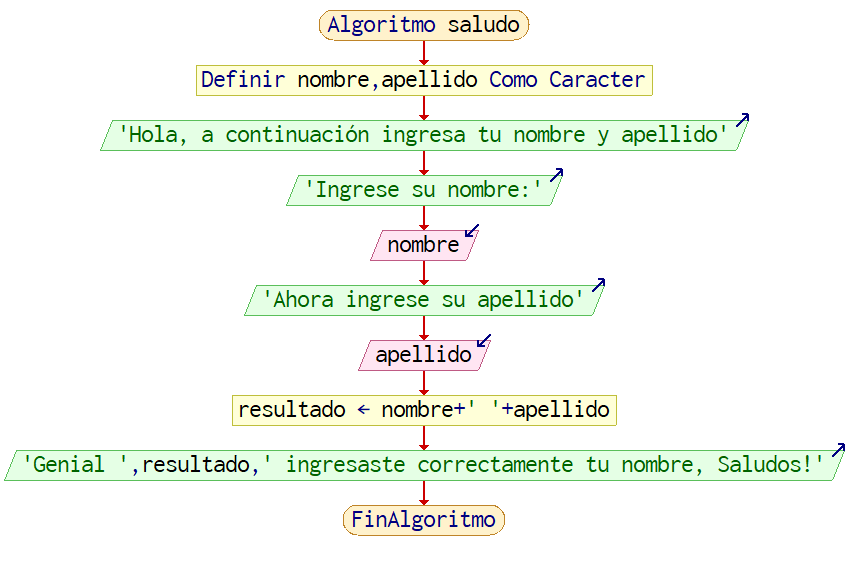 Algoritmo saludo
Definir nombre,apellido Como Caracter
'Hola, a continuación ingresa tu nombre y apellido'
'Ingrese su nombre:'
nombre
'Ahora ingrese su apellido'
apellido
resultado ← nombre+' '+apellido
'Genial ',resultado,' ingresaste correctamente tu nombre, Saludos!'
FinAlgoritmo